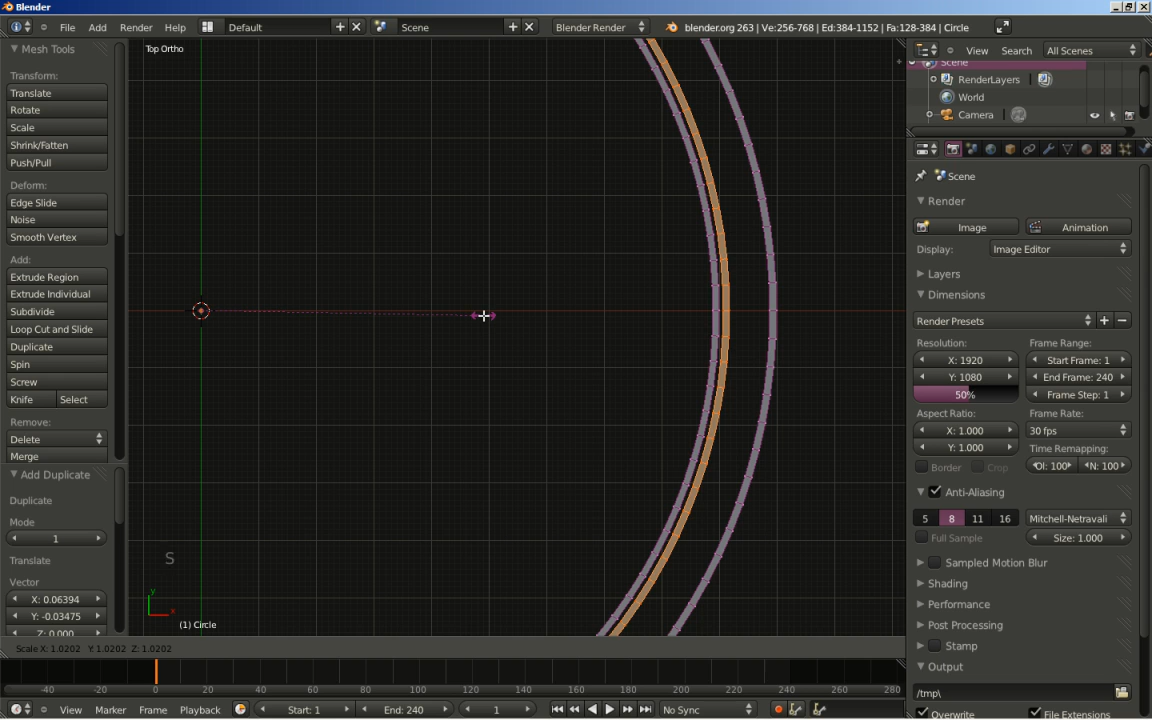 Blender
File Add Render Help Default Scene Blender Render blender.org 263 | Ve:256-768 | Ed:384-1152 | Fa:128-384 | Circle
Mesh Tools
Transform:
Translate
Rotate
Scale
Shrink/Fatten
Push/Pull
Deform:
Edge Slide
Noise
Smooth Vertex
Add:
Extrude Region
Extrude Individual
Subdivide
Loop Cut and Slide
Duplicate
Spin
Screw
Knife Select
Remove:
Delete
Merge
Add Duplicate
Duplicate
Mode
1
Translate
Vector
X: 0.06394
Y: -0.03475
Z: 0.000
Top Ortho
S
y
x
(1) Circle
Scale X: 1.0202 Y: 1.0202 Z: 1.0202
-40 -20 0 20 40 60 80 100 120 140 160 180 200 220 240 260 280
View Marker Frame Playback Start: 1 End: 240 1 No Sync
View Search All Scenes
Scene
RenderLayers
World
Camera
Scene
Render
Image Animation
Display: Image Editor
Layers
Dimensions
Render Presets
Resolution: Frame Range:
X: 1920 Start Frame: 1
Y: 1080 End Frame: 240
50% Frame Step: 1
Aspect Ratio: Frame Rate:
X: 1.000 30 fps
Y: 1.000 Time Remapping:
Border Crop OI: 100 N: 100
Anti-Aliasing
5 8 11 16 Mitchell-Netravali
Full Sample Size: 1.000
Sampled Motion Blur
Shading
Performance
Post Processing
Stamp
Output
/tmp\
Overwrite File Extensions